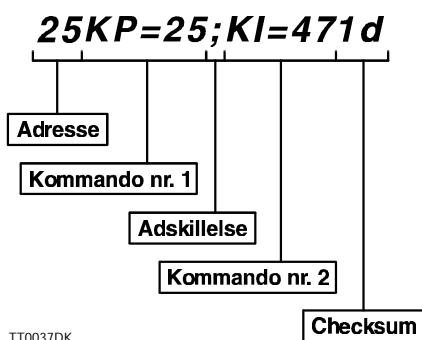 25KP=25;KI=471d
Adresse
Kommando nr. 1
Adskillelse
Kommando nr. 2
Checksum
TT0037DK